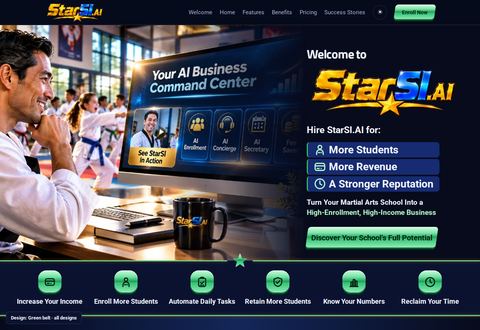 StarSI.AI
Welcome
Home
Features
Benefits
Pricing
Success Stories
Enroll Now
Your AI Business
Command Center
See StarSI
In Action
AI
Enrollment
AI
Concierge
AI
Secretary
StarSI.AI
Welcome to
StarSI.AI
Hire StarSI.AI for:
More Students
More Revenue
A Stronger Reputation
Turn Your Martial Arts School Into a
High-Enrollment, High-Income Business
Discover Your School's Full Potential
Increase Your Income
Enroll More Students
Automate Daily Tasks
Retain More Students
Know Your Numbers
Reclaim Your Time
Design: Green belt · all designs